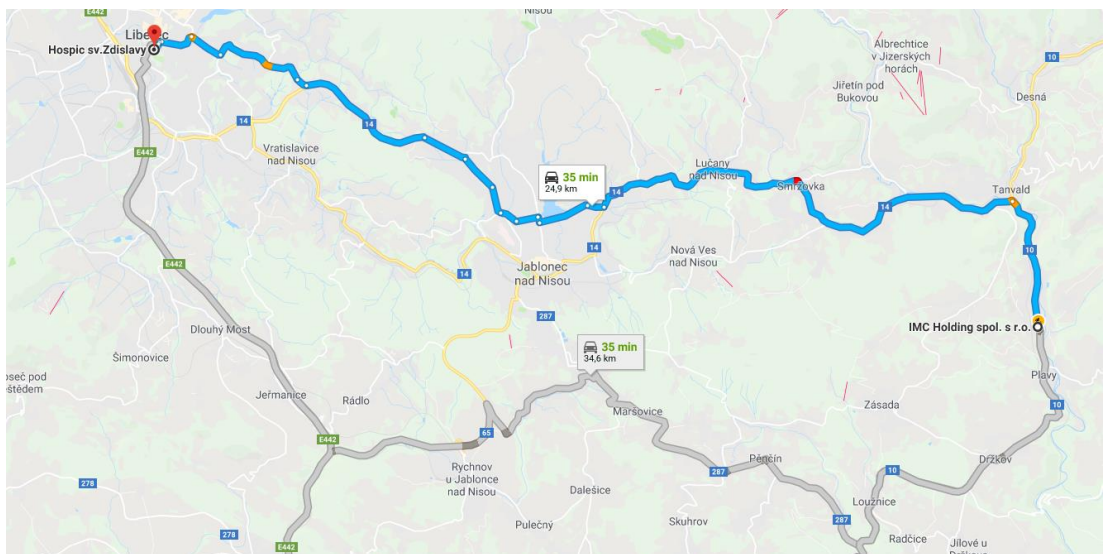 E442
Liberec
Hospic sv.Zdislavy
14
Vratislavice
nad Nisou
E442
14
35 min
24,9 km
Lučany
nad Nisou
Smržovka
14
14
Albrechtice
v Jizerských
horách
Jiřetín pod
Bukovou
10
Desná
Tanvald
14
10
IMC Holding spol. s r.o.
Plavy
E442
14
14
Jablonec
nad Nisou
Nová Ves
nad Nisou
287
Dlouhý Most
Šimonovice
35 min
34,6 km
Jeřmanice
Rádlo
Maršovice
Zásada
10
E442
65
Rychnov
u Jablonce
nad Nisou
287
Pěnčín
10
Držkov
278
Dalešice
Loužnice
278
Pulečný
Skuhrov
Radčice
Jílové u
E442
287